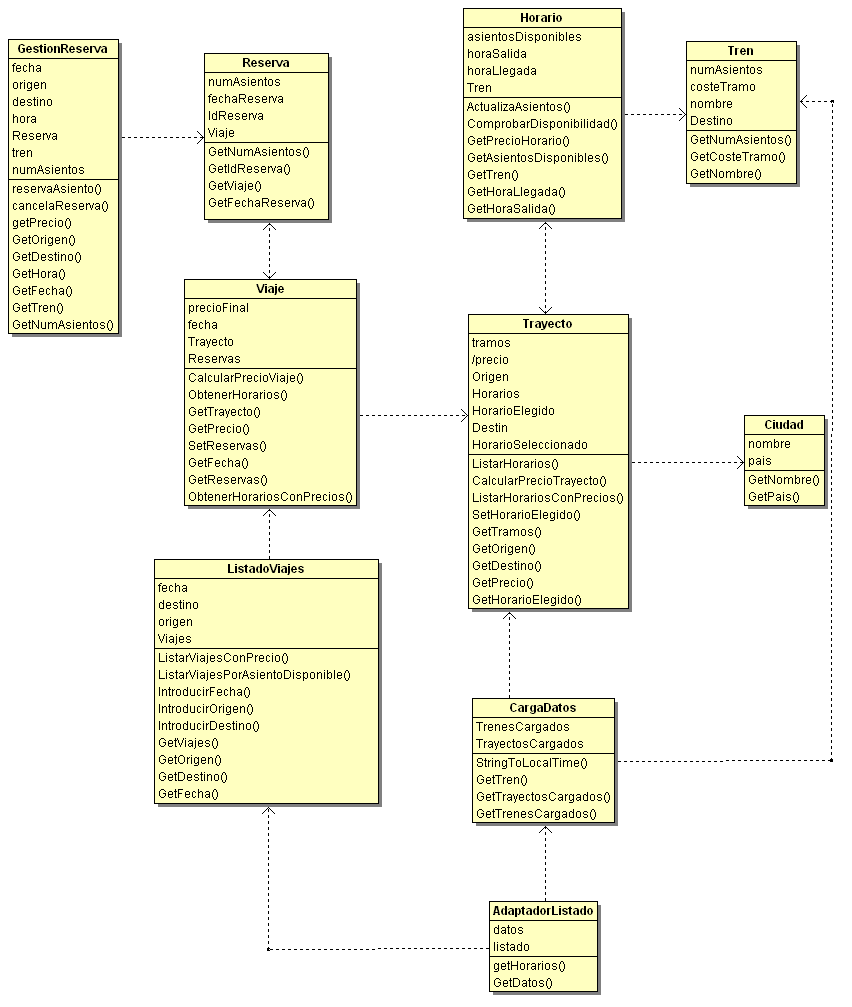 GestionReserva
fecha
origen
destino
hora
Reserva
tren
numAsientos
reservaAsiento()
cancelaReserva()
getPrecio()
GetOrigen()
GetDestino()
GetHora()
GetFecha()
GetTren()
GetNumAsientos()
Reserva
numAsientos
fechaReserva
IdReserva
Viaje
GetNumAsientos()
GetIdReserva()
GetViaje()
GetFechaReserva()
Horario
asientosDisponibles
horaSalida
horaLlegada
Tren
ActualizaAsientos()
ComprobarDisponibilidad()
GetPrecioHorario()
GetAsientosDisponibles()
GetTren()
GetHoraLlegada()
GetHoraSalida()
Tren
numAsientos
costeTramo
nombre
Destino
GetNumAsientos()
GetCosteTramo()
GetNombre()
Viaje
precioFinal
fecha
Trayecto
Reservas
CalcularPrecioViaje()
ObtenerHorarios()
GetTrayecto()
GetPrecio()
SetReservas()
GetFecha()
GetReservas()
ObtenerHorariosConPrecios()
Trayecto
tramos
/precio
Origen
Horarios
HorarioElegido
Destin
HorarioSeleccionado
ListarHorarios()
CalcularPrecioTrayecto()
ListarHorariosConPrecios()
SetHorarioElegido()
GetTramos()
GetOrigen()
GetDestino()
GetPrecio()
GetHorarioElegido()
Ciudad
nombre
pais
GetNombre()
GetPais()
ListadoViajes
fecha
destino
origen
Viajes
ListarViajesConPrecio()
ListarViajesPorAsientoDisponible()
IntroducirFecha()
IntroducirOrigen()
IntroducirDestino()
GetViajes()
GetOrigen()
GetDestino()
GetFecha()
CargaDatos
TrenesCargados
TrayectosCargados
StringToLocalTime()
GetTren()
GetTrayectosCargados()
GetTrenesCargados()
AdaptadorListado
datos
listado
getHorarios()
GetDatos()